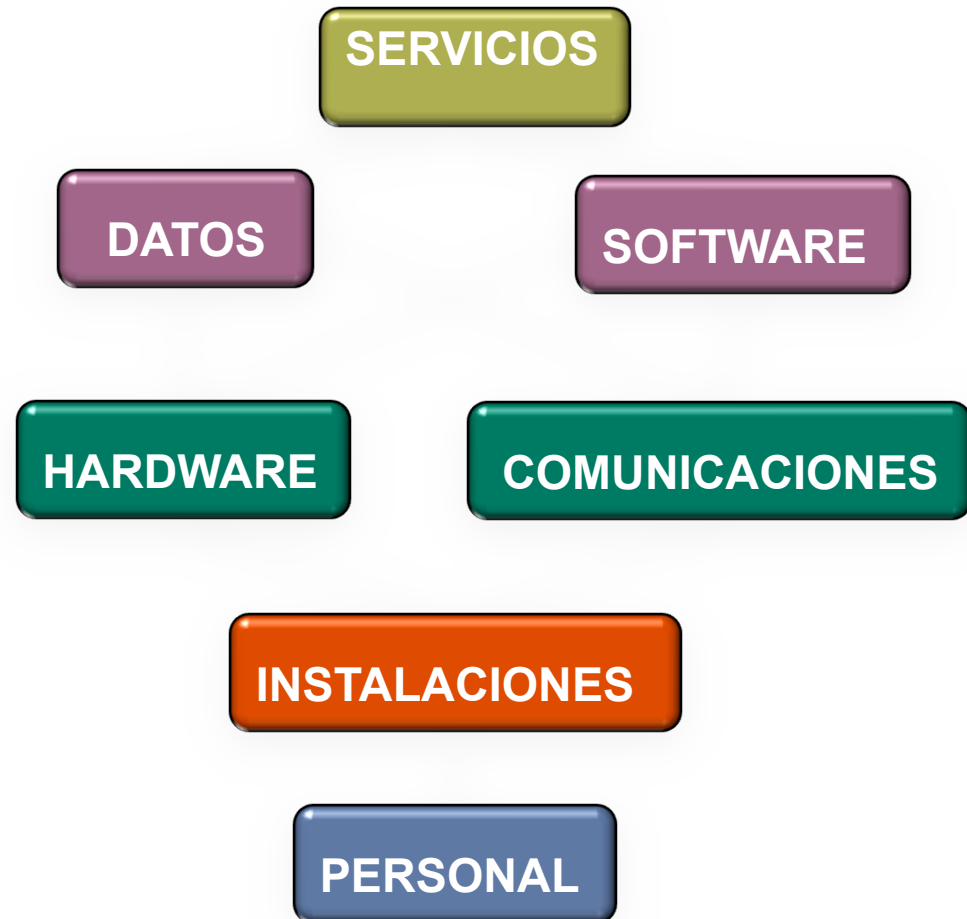 SERVICIOS
DATOS
SOFTWARE
HARDWARE
COMUNICACIONES
INSTALACIONES
PERSONAL